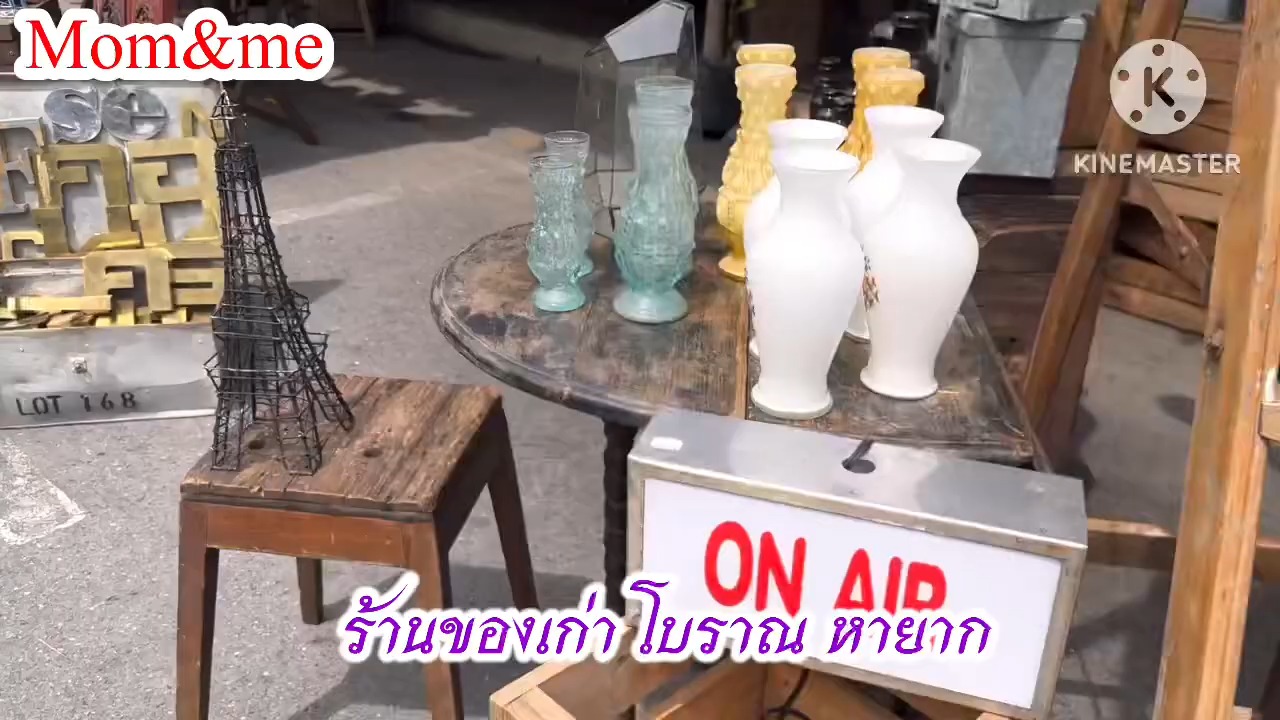 Mom&me
KINEMASTER
se
LOT 168
ON AIR
ร้านของเก่า โบราณ หายาก